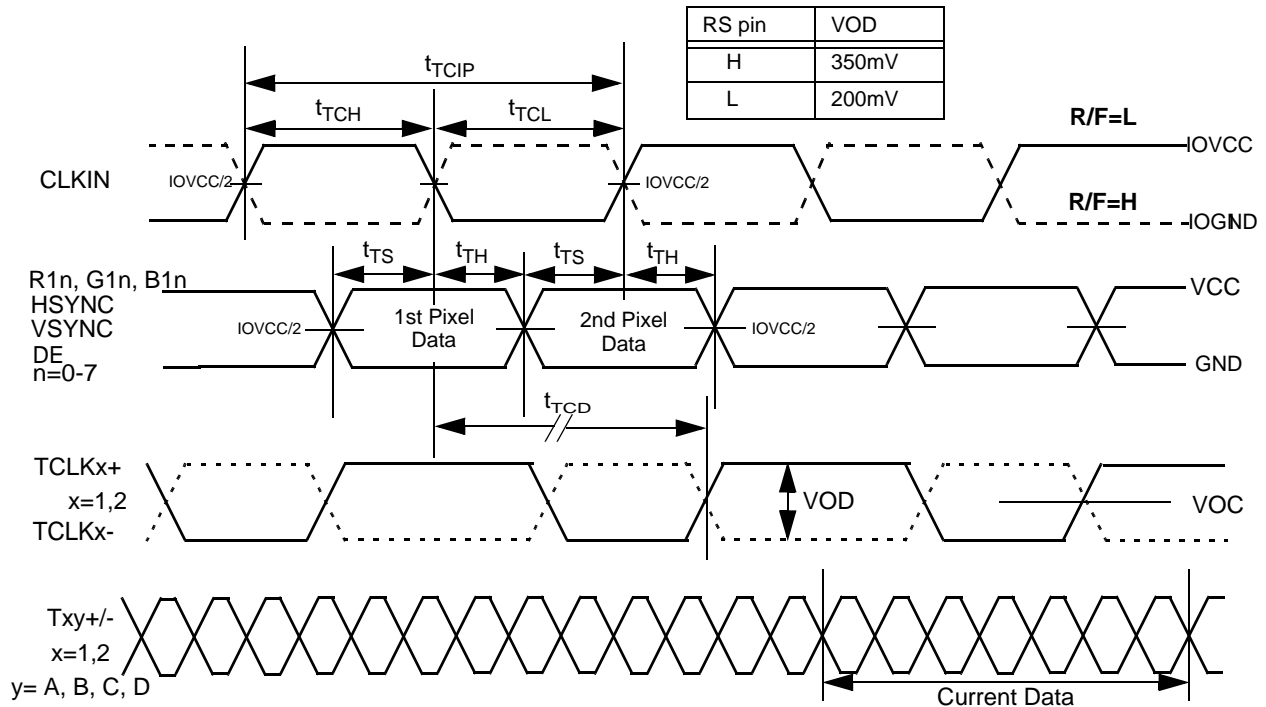 RS pin VOD
H 350mV
L 200mV
tTCIP
tTCH tTCL
R/F=L
IOVCC
CLKIN IOVCC/2 IOVCC/2
R/F=H
IOGND
tTS tTH tTS tTH
R1n, G1n, B1n
HSYNC
VSYNC
DE
n=0-7
IOVCC/2 1st Pixel
Data
2nd Pixel
Data
IOVCC/2
VCC
GND
tTCD
TCLKx+
x=1,2
TCLKx-
VOD
VOC
Txy+/-
x=1,2
y= A, B, C, D
Current Data